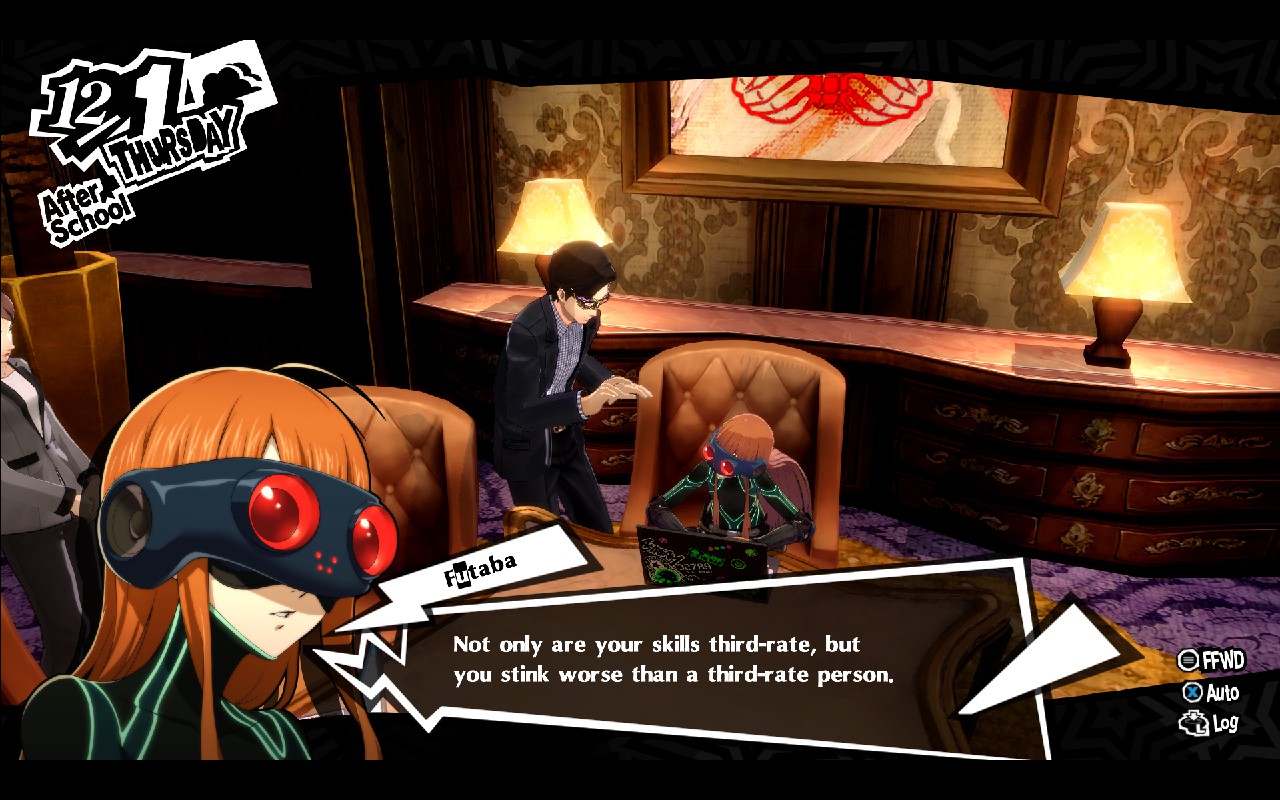 12/1
THURSDAY
After School
Futaba
Not only are your skills third-rate, but
you stink worse than a third-rate person.
FFWD
Auto
Log